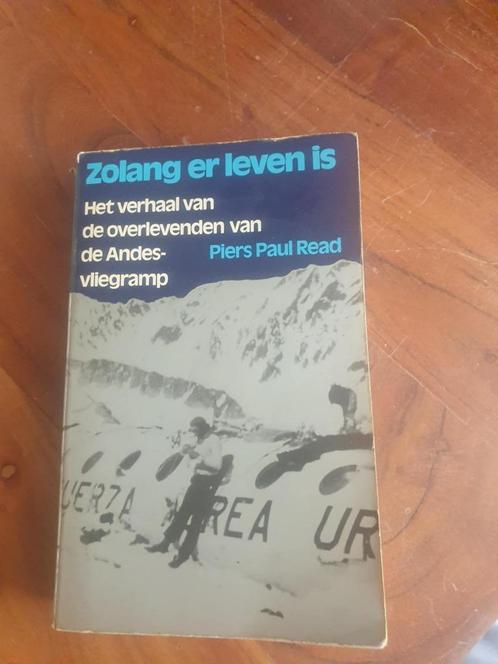 Zolang er leven is
Het verhaal van
de overlevenden van
de Andes-
vliegramp
Piers Paul Read
UERZA AREA UR